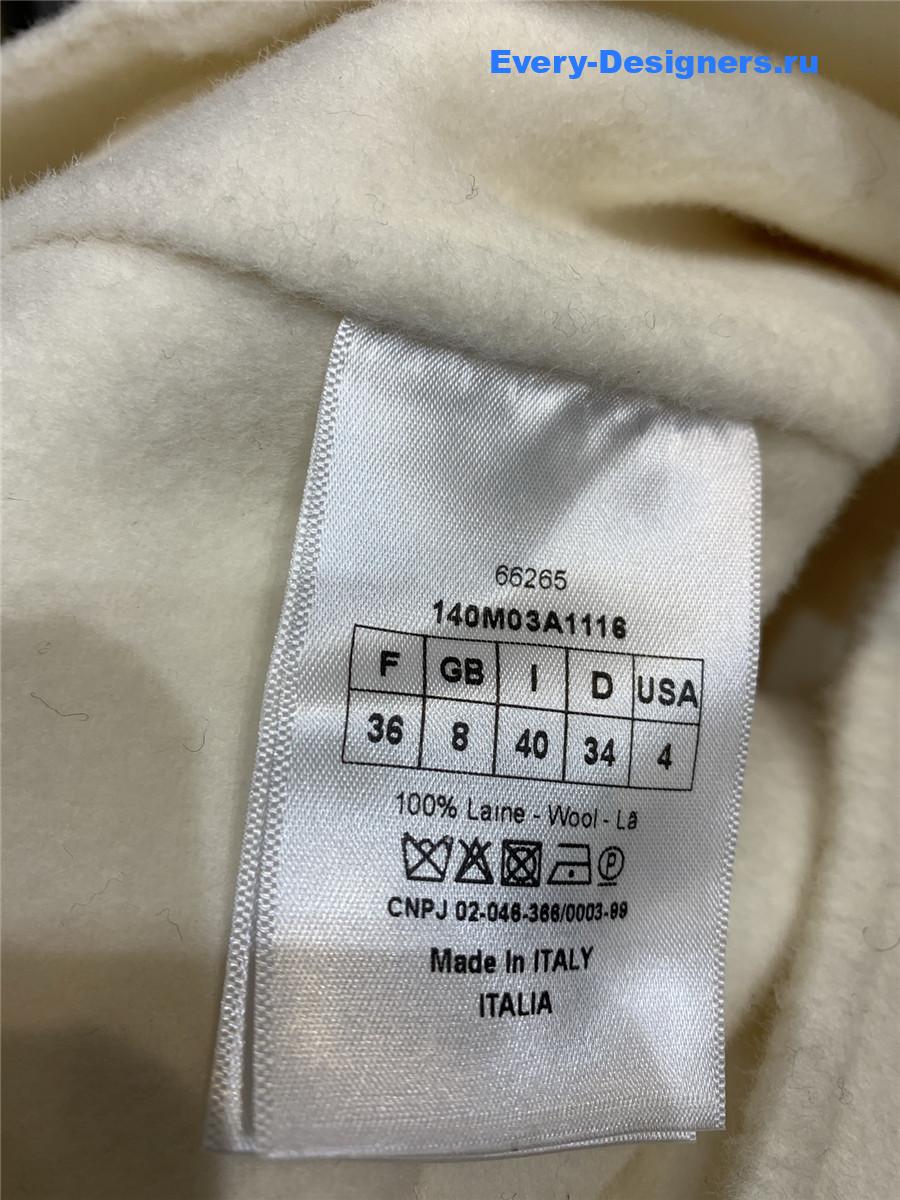 Every-Designers.ru
66265
140M03A1116
F GB I D USA
36 8 40 34 4
100% Laine - Wool - Lã
P
CNPJ 02-046-366/0003-99
Made In ITALY
ITALIA